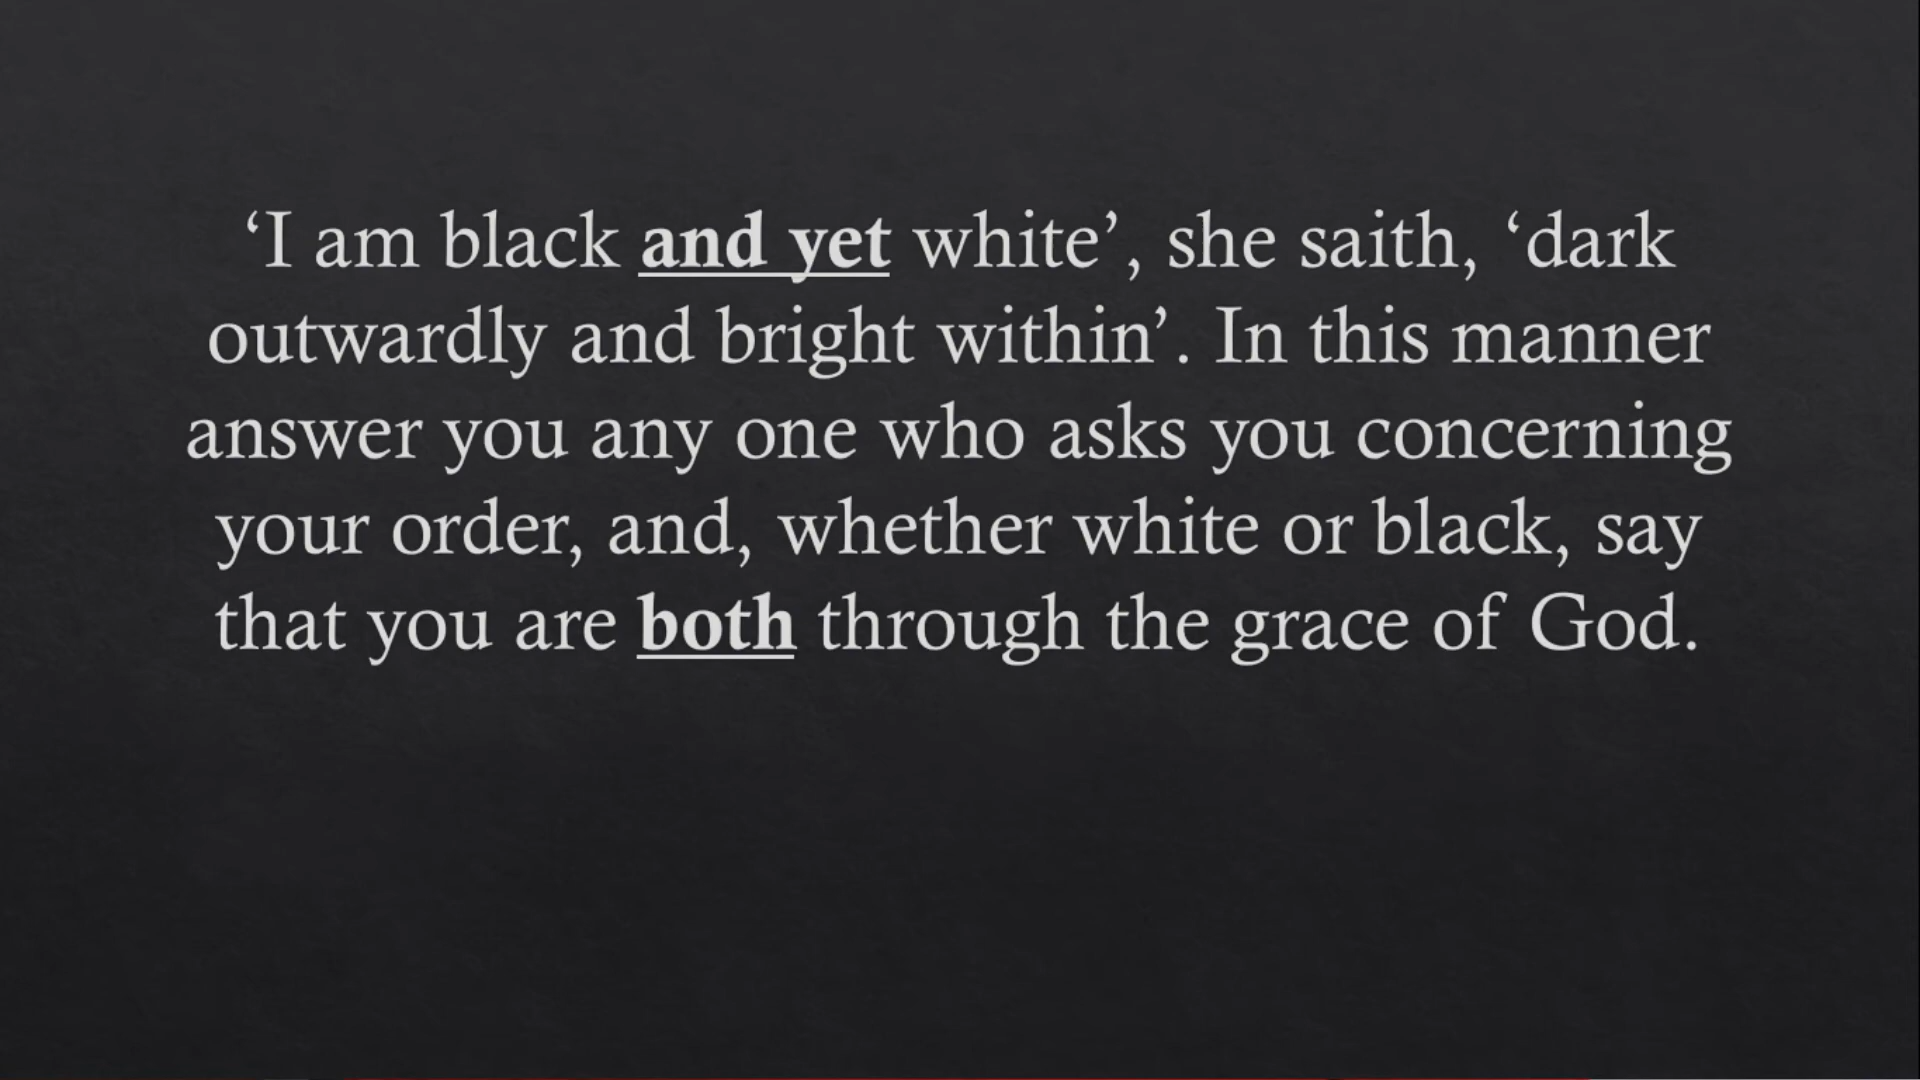 ‘I am black and yet white’, she saith, ‘dark
outwardly and bright within’. In this manner
answer you any one who asks you concerning
your order, and, whether white or black, say
that you are both through the grace of God.